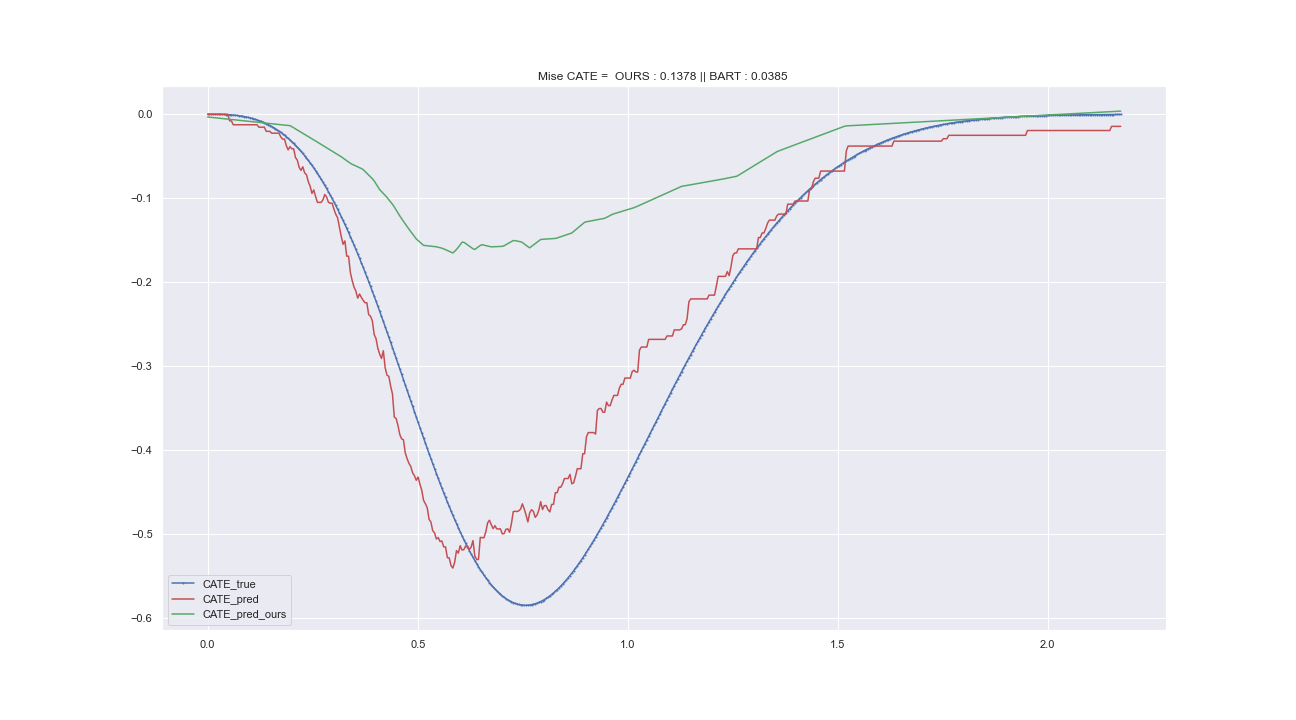 Mise CATE =  OURS : 0.1378 || BART : 0.0385
0.0
−0.1
−0.2
−0.3
−0.4
−0.5
−0.6
CATE_true
CATE_pred
CATE_pred_ours
0.0 0.5 1.0 1.5 2.0